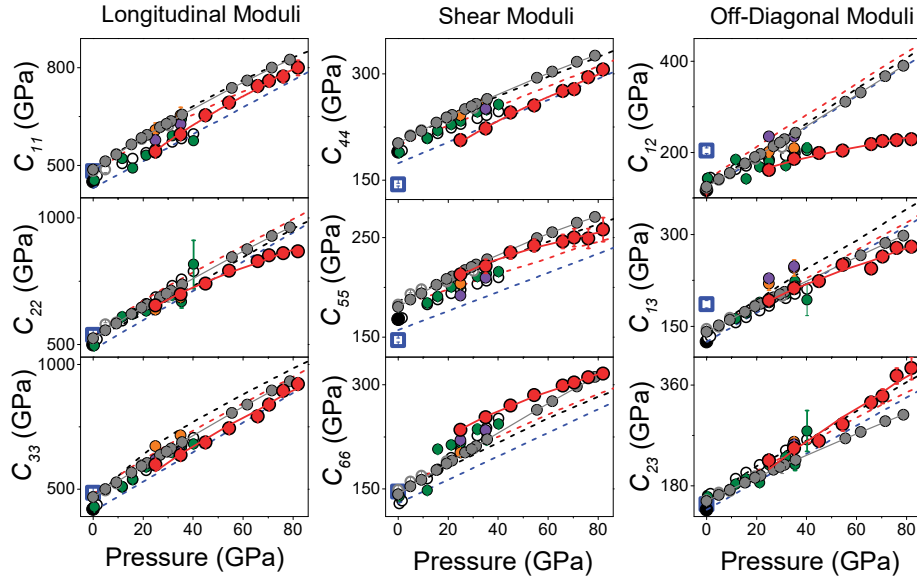 Longitudinal Moduli Shear Moduli Off-Diagonal Moduli
C11 (GPa) 800 500
C44 (GPa) 300 150
C12 (GPa) 400 200
C22 (GPa) 1000 500
C55 (GPa) 250 150
C13 (GPa) 300 150
C33 (GPa) 1000 500
C66 (GPa) 300 150
C23 (GPa) 360 180
0 20 40 60 80 0 20 40 60 80 0 20 40 60 80
Pressure (GPa) Pressure (GPa) Pressure (GPa)